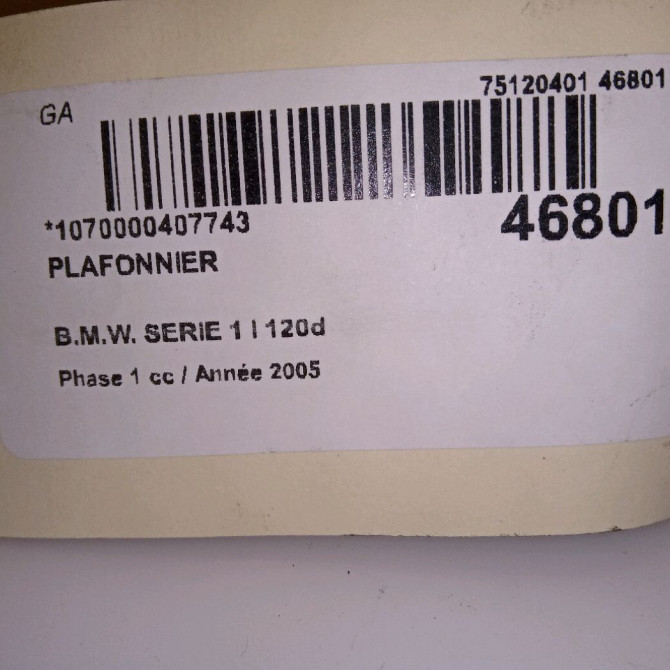 GA
75120401 46801
*1070000407743
46801
PLAFONNIER
B.M.W. SERIE 1 I 120d
Phase 1 cc / Année 2005